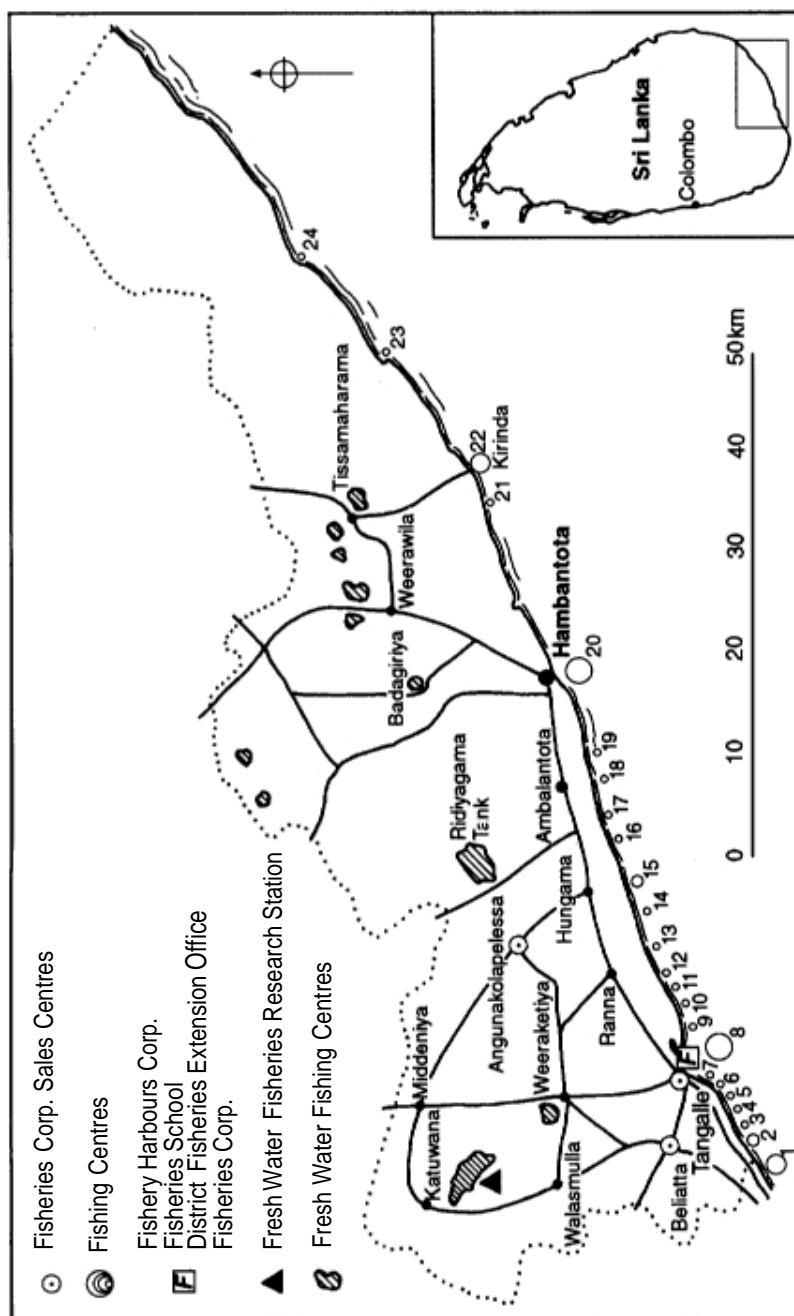 Fisheries Corp. Sales Centres
Fishing Centres
Fishery Harbours Corp.
Fisheries School
District Fisheries Extension Office
Fisheries Corp.
F
Fresh Water Fisheries Research Station
Fresh Water Fishing Centres
Katuwana
Middeniya
Walasmulla
Weeraketiya
Angunakolapelessa
Ridiyagama
Tank
Badagiriya
Weerawila
Tissamaharama
Beliatta
Tangalle
Ranna
Hungama
Ambalantota
Hambantota
Kirinda
F
1
2
3
4
5
6
7
8
9
10
11
12
13
14
15
16
17
18
19
20
21
22
23
24
0
10
20
30
40
50km
Sri Lanka
Colombo